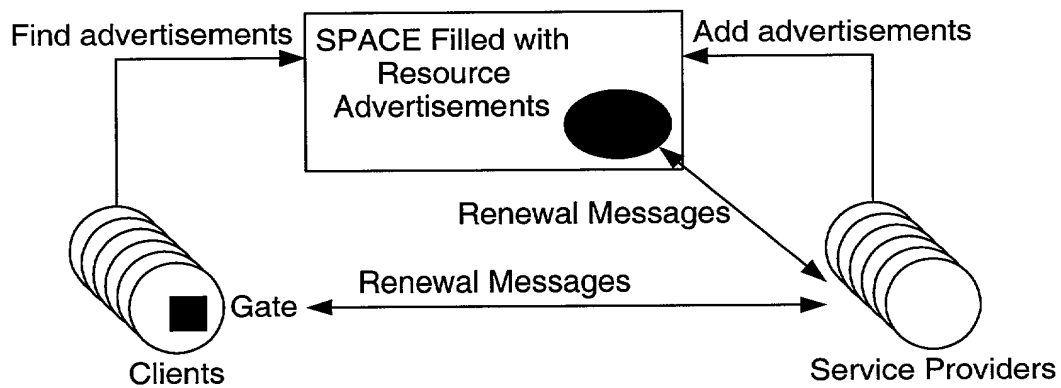 Find advertisements
SPACE Filled with
Resource
Advertisements
Add advertisements
Renewal Messages
Renewal Messages
Gate
Clients
Service Providers